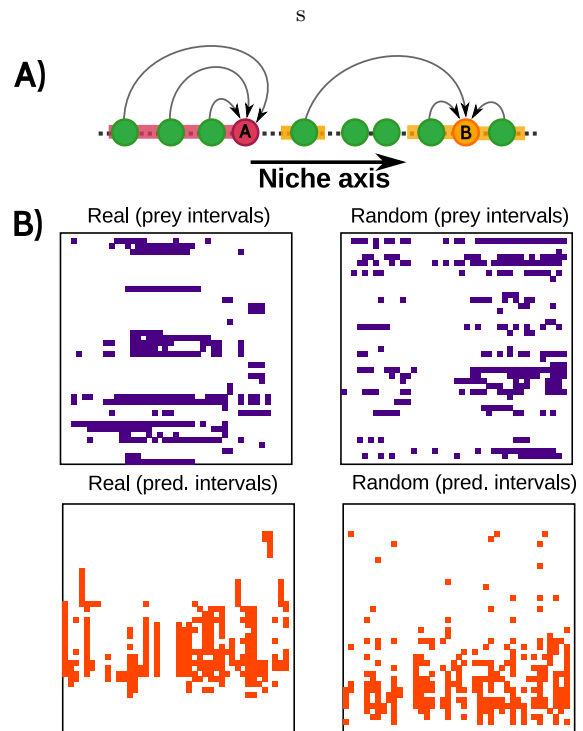 s
A)
A
B
Niche axis
B)
Real (prey intervals)
Random (prey intervals)
Real (pred. intervals)
Random (pred. intervals)